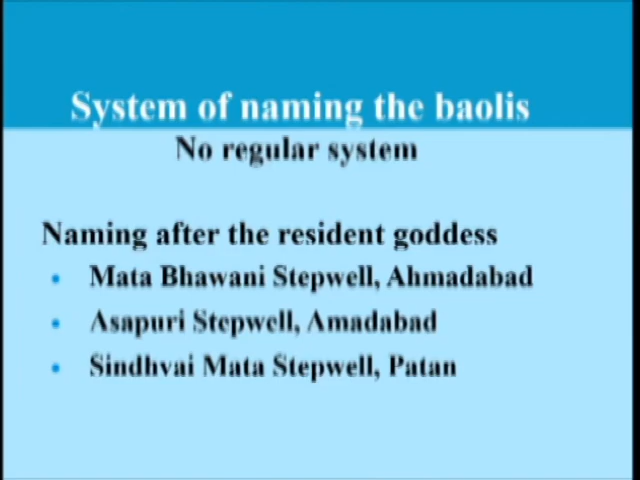 System of naming the baolis
No regular system
Naming after the resident goddess
• Mata Bhawani Stepwell, Ahmadabad
• Asapuri Stepwell, Amadabad
• Sindhvai Mata Stepwell, Patan